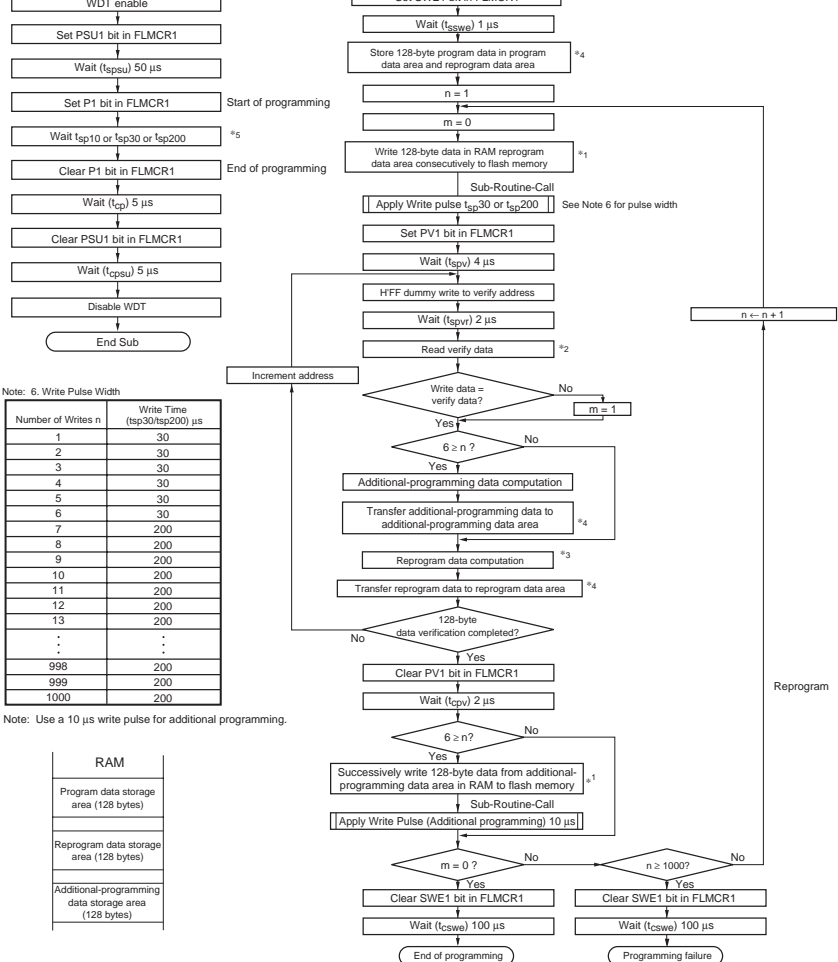 WDT enable
Set PSU1 bit in FLMCR1
Wait (tspsu) 50 µs
Set P1 bit in FLMCR1
Start of programming
Wait tsp10 or tsp30 or tsp200
*5
Clear P1 bit in FLMCR1
End of programming
Wait (tcp) 5 µs
Clear PSU1 bit in FLMCR1
Wait (tcpsu) 5 µs
Disable WDT
End Sub
Note: 6. Write Pulse Width
Number of Writes n
Write Time
(tsp30/tsp200) µs
1 30
2 30
3 30
4 30
5 30
6 30
7 200
8 200
9 200
10 200
11 200
12 200
13 200
998 200
999 200
1000 200
Note: Use a 10 µs write pulse for additional programming.
RAM
Program data storage
area (128 bytes)
Reprogram data storage
area (128 bytes)
Additional-programming
data storage area
(128 bytes)
Wait (tsswe) 1 µs
Store 128-byte program data in program
data area and reprogram data area
*4
n = 1
m = 0
Write 128-byte data in RAM reprogram
data area consecutively to flash memory
*1
Sub-Routine-Call
Apply Write pulse tsp30 or tsp200
See Note 6 for pulse width
Set PV1 bit in FLMCR1
Wait (tspv) 4 µs
H'FF dummy write to verify address
Wait (tspvr) 2 µs
Read verify data
*2
Increment address
Write data =
verify data?
No
m = 1
Yes
6 ≥ n ?
No
Yes
Additional-programming data computation
Transfer additional-programming data to
additional-programming data area
*4
Reprogram data computation
*3
Transfer reprogram data to reprogram data area
*4
128-byte
data verification completed?
No
Yes
Clear PV1 bit in FLMCR1
Wait (tcpv) 2 µs
6 ≥ n?
No
Yes
Successively write 128-byte data from additional-
programming data area in RAM to flash memory
*1
Sub-Routine-Call
Apply Write Pulse (Additional programming) 10 µs
m = 0 ?
No
Yes
Clear SWE1 bit in FLMCR1
Wait (tcswe) 100 µs
End of programming
n ≥ 1000?
No
Yes
Clear SWE1 bit in FLMCR1
Wait (tcswe) 100 µs
Programming failure
n ← n + 1
Reprogram